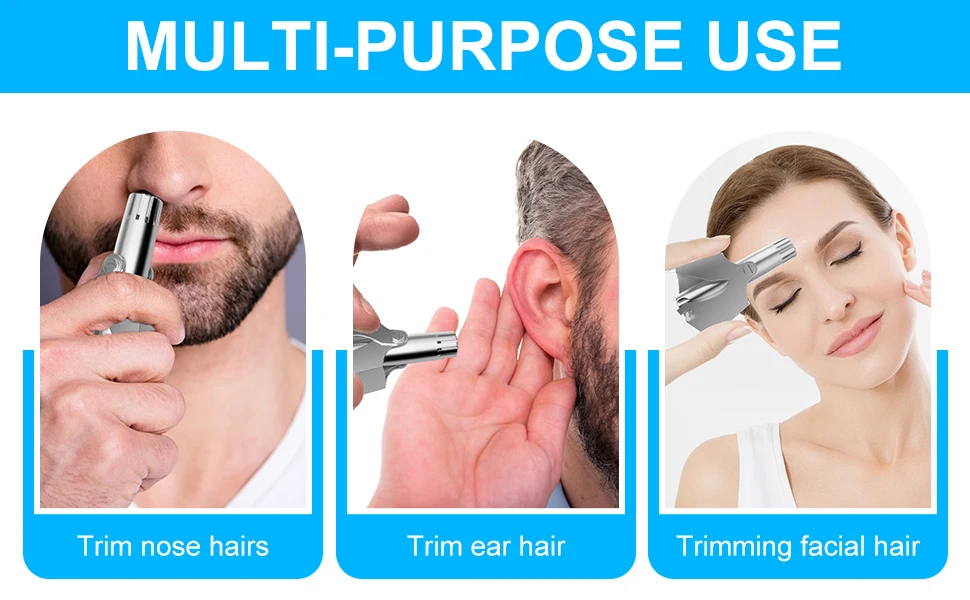 MULTI-PURPOSE USE
Trim nose hairs
Trim ear hair
Trimming facial hair